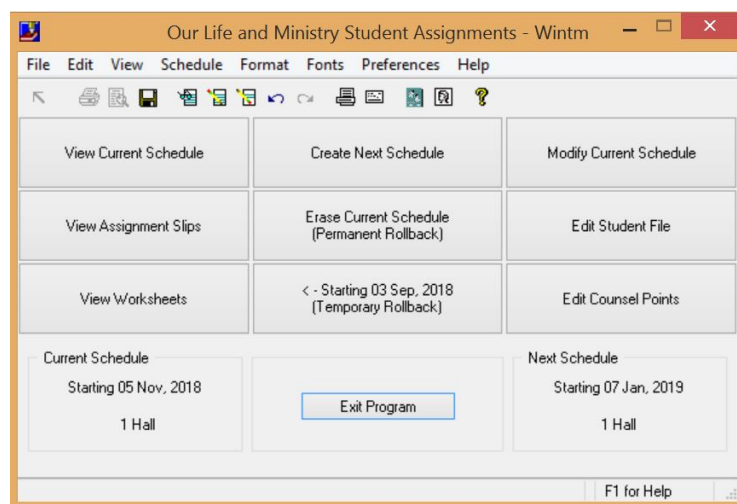 Our Life and Ministry Student Assignments - Wintm
File Edit View Schedule Format Fonts Preferences Help
View Current Schedule
Create Next Schedule
Modify Current Schedule
View Assignment Slips
Erase Current Schedule
(Permanent Rollback)
Edit Student File
View Worksheets
< - Starting 03 Sep, 2018
(Temporary Rollback)
Edit Counsel Points
Current Schedule
Starting 05 Nov, 2018
1 Hall
Exit Program
Next Schedule
Starting 07 Jan, 2019
1 Hall
F1 for Help